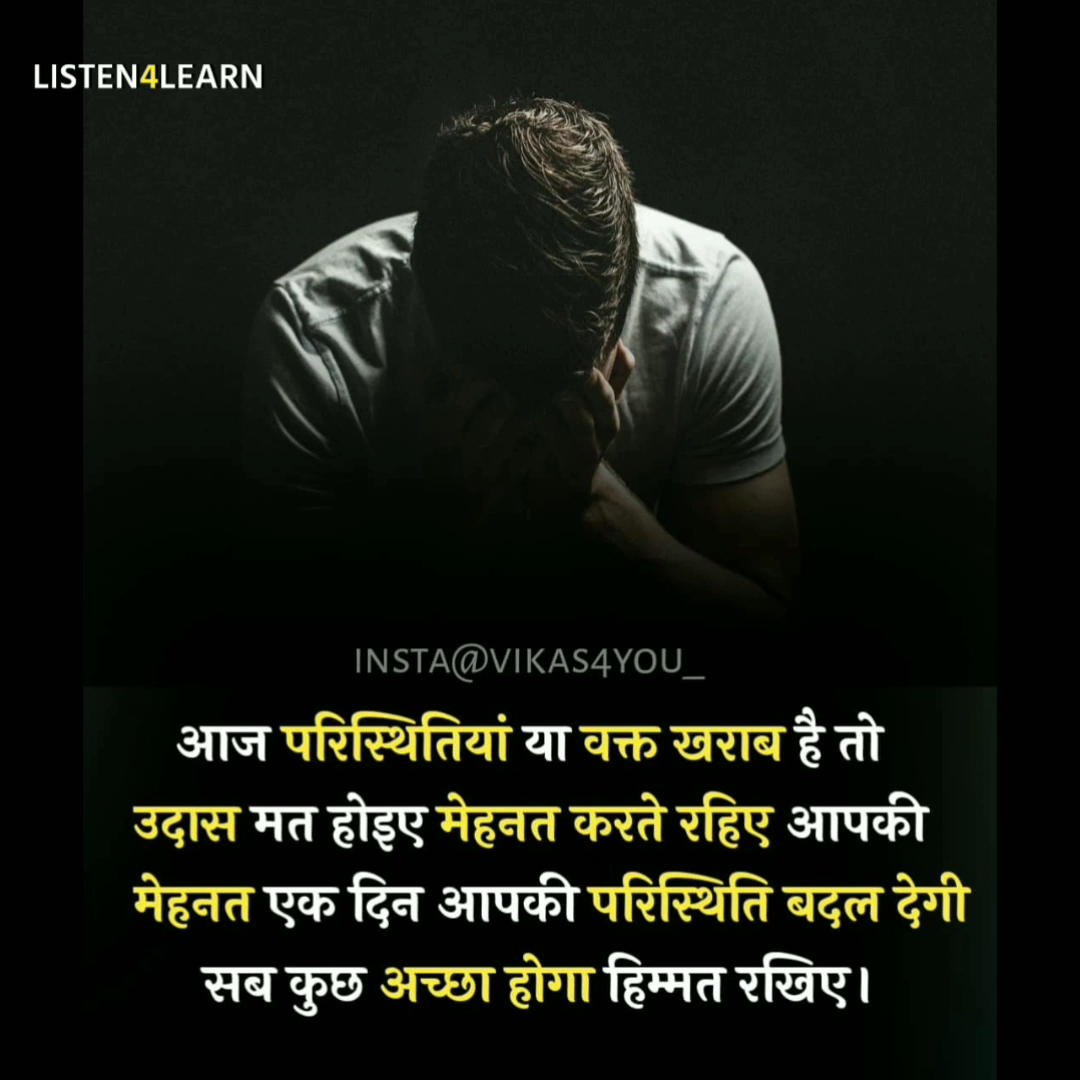 LISTEN4LEARN
INSTA@VIKAS4YOU_
आज परिस्थितियां या वक्त खराब है तो
उदास मत होइए मेहनत करते रहिए आपकी
मेहनत एक दिन आपकी परिस्थिति बदल देगी
सब कुछ अच्छा होगा हिम्मत रखिए।